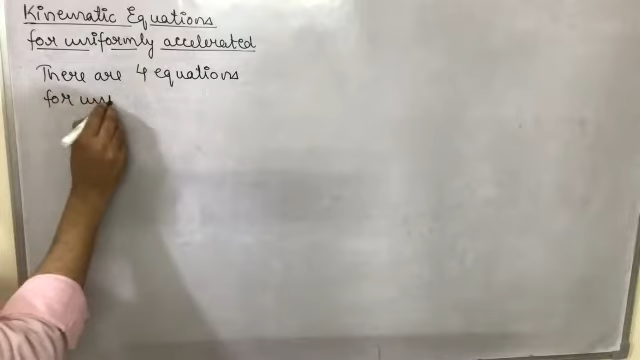 Kinematic Equations
for uniformly accelerated
There are 4 equations
for